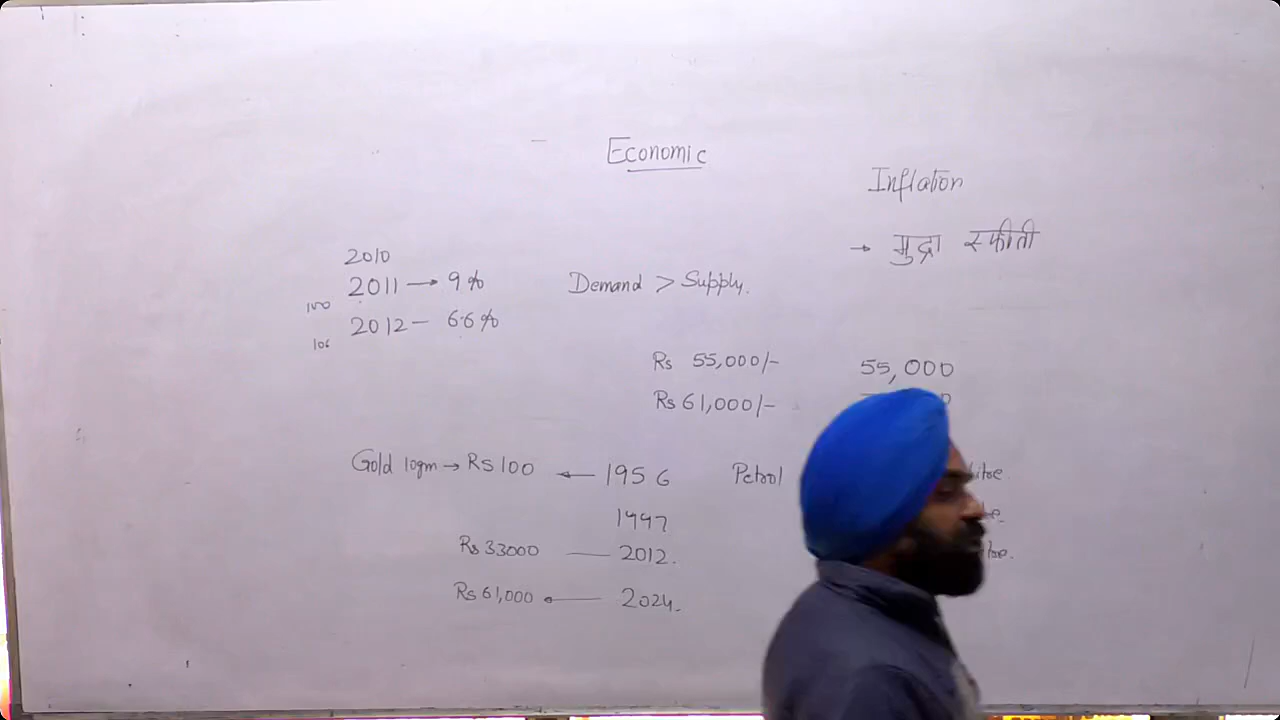 Economic
Inflation
→ मुद्रा स्फीती
2010
2011 → 9%
Demand > Supply.
100
2012 - 6.6%
106
Rs 55,000/-
55,000
Rs 61,000/-
Gold 10gm → Rs 100 ← 1956
Petrol
1997
Rs 33000 — 2012.
Rs 61,000 — 2024.